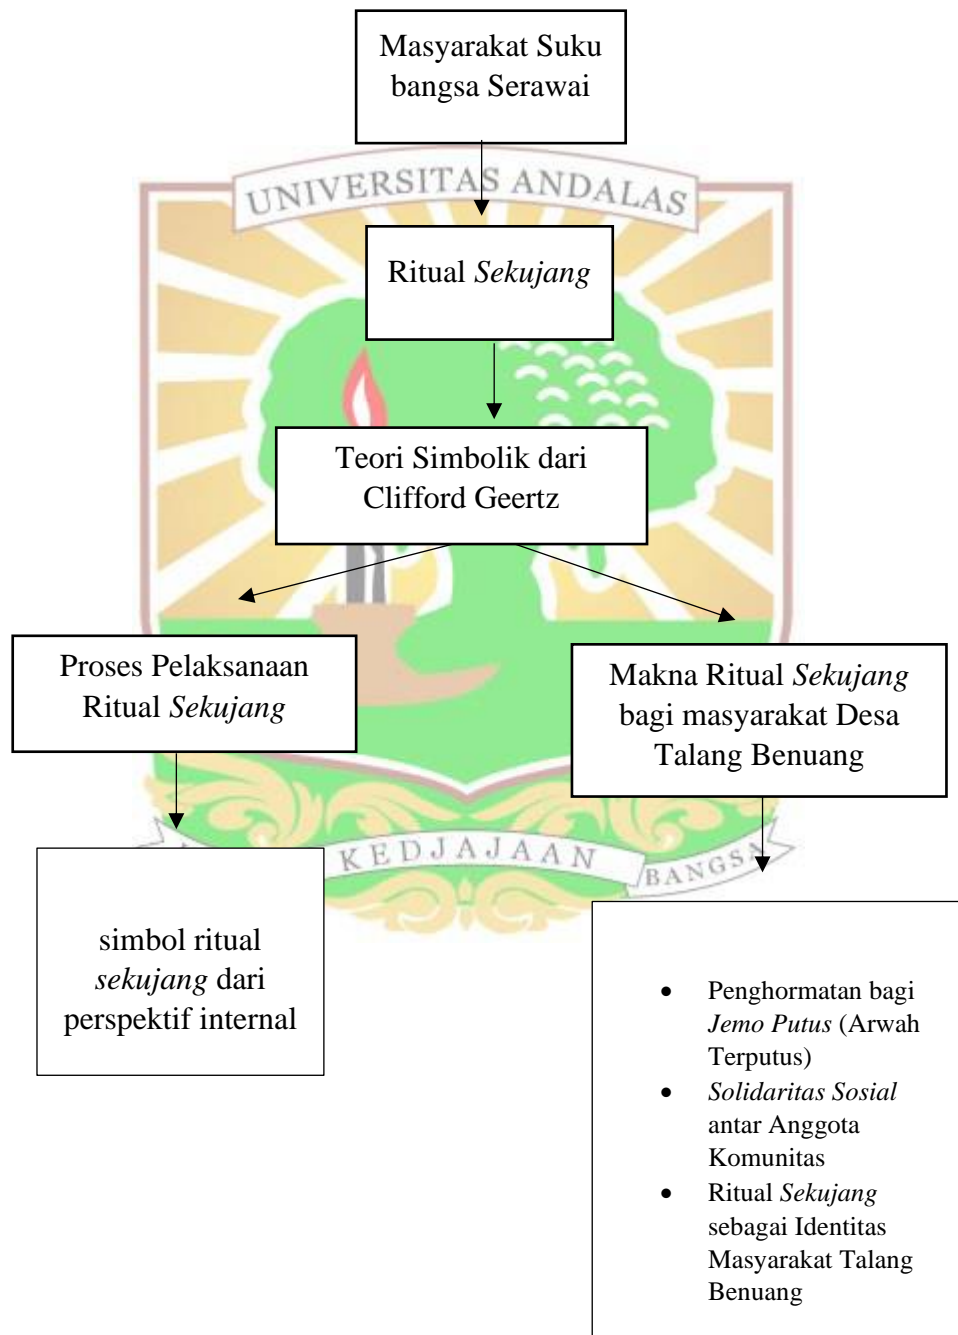 Masyarakat Suku
bangsa Serawai
UNIVERSITAS ANDALAS
Ritual Sekujang
Teori Simbolik dari
Clifford Geertz
Proses Pelaksanaan
Ritual Sekujang
Makna Ritual Sekujang
bagi masyarakat Desa
Talang Benuang
KEDJAJAAN
BANGSA
simbol ritual
sekujang dari
perspektif internal
• Penghormatan bagi
Jemo Putus (Arwah
Terputus)
• Solidaritas Sosial
antar Anggota
Komunitas
• Ritual Sekujang
sebagai Identitas
Masyarakat Talang
Benuang